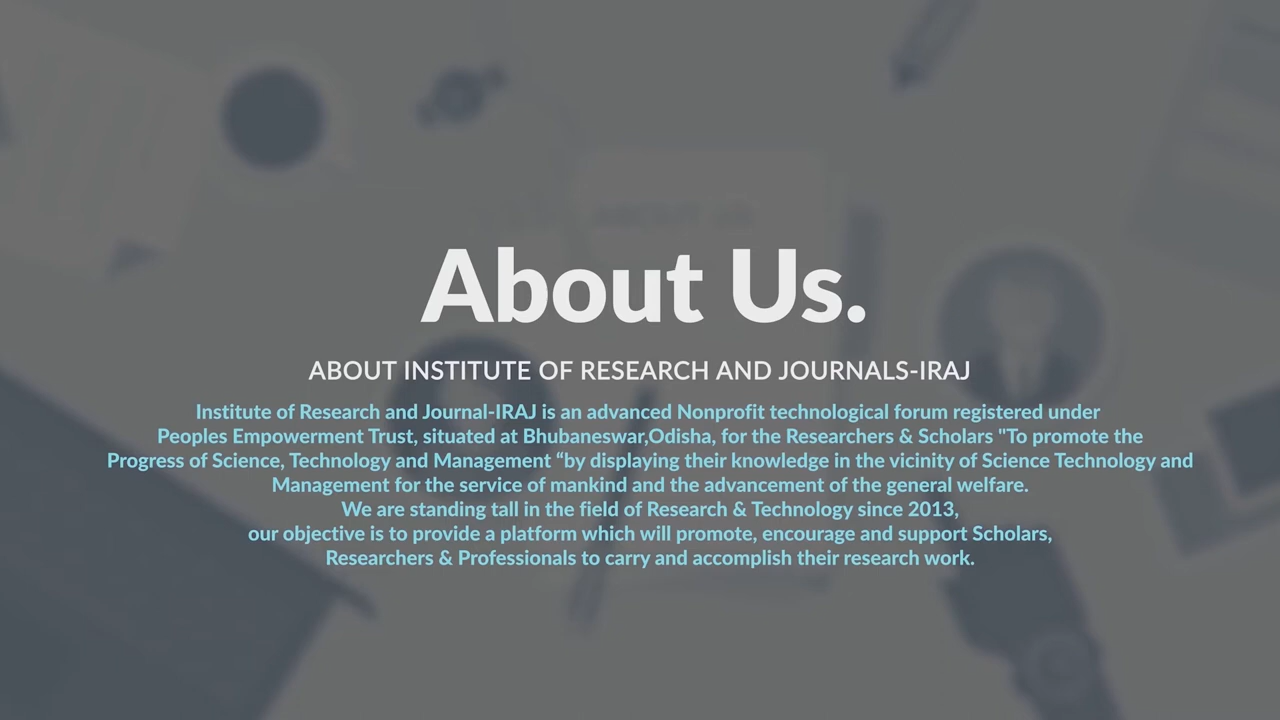 About Us.
ABOUT INSTITUTE OF RESEARCH AND JOURNALS-IRAJ
Institute of Research and Journal-IRAJ is an advanced Nonprofit technological forum registered under
Peoples Empowerment Trust, situated at Bhubaneswar,Odisha, for the Researchers & Scholars "To promote the
Progress of Science, Technology and Management “by displaying their knowledge in the vicinity of Science Technology and
Management for the service of mankind and the advancement of the general welfare.
We are standing tall in the field of Research & Technology since 2013,
our objective is to provide a platform which will promote, encourage and support Scholars,
Researchers & Professionals to carry and accomplish their research work.